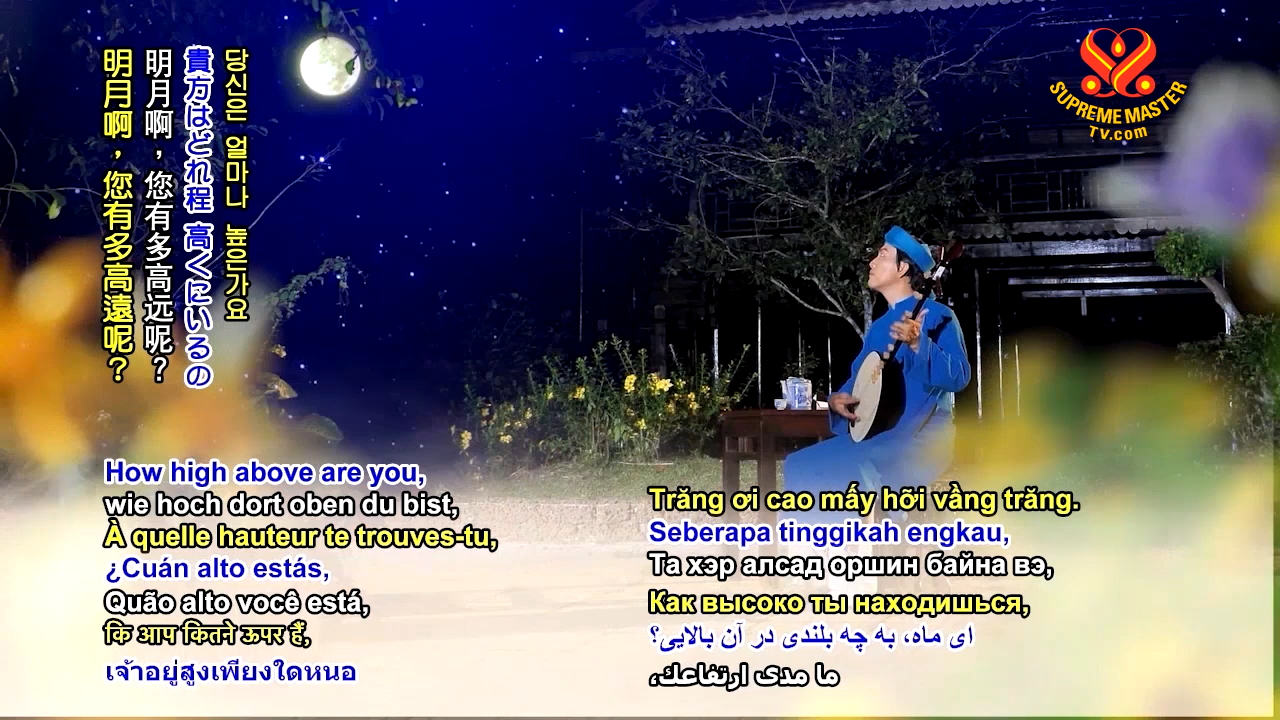 明月啊，您有多高遠呢？
明月啊，您有多高远呢？
貴方はどれ程 高くにいるの
당신은 얼마나 높은가요
SUPREME MASTER
TV.com
How high above are you,
wie hoch dort oben du bist,
À quelle hauteur te trouves-tu,
¿Cuán alto estás,
Quão alto você está,
कि आप कितने ऊपर हैं,
เจ้าอยู่สูงเพียงใดหนอ
Trăng ơi cao mấy hỡi vầng trăng.
Seberapa tinggikah engkau,
Та хэр алсад оршин байна вэ,
Как высоко ты находишься,
ای ماه، به چه بلندی در آن بالایی؟
ما مدى ارتفاعك،